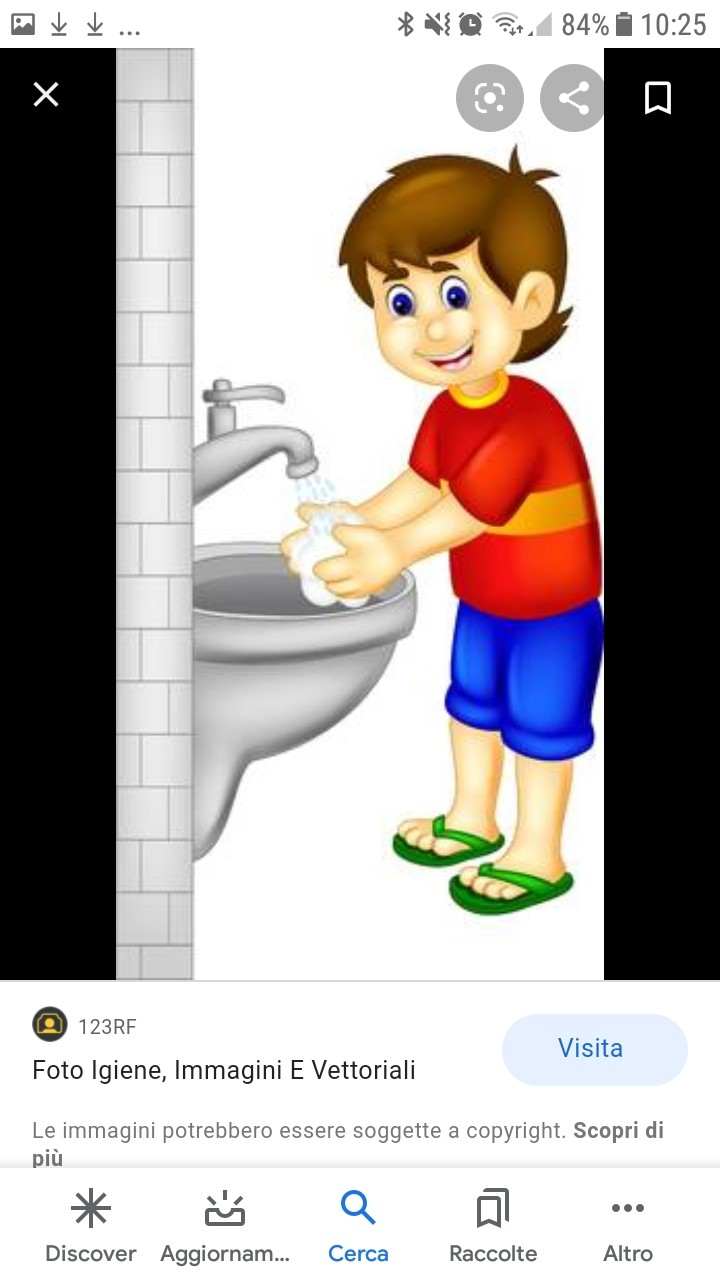 ... 84% 10:25
123RF
Foto Igiene, Immagini E Vettoriali
Visita
Le immagini potrebbero essere soggette a copyright. Scopri di
più
Discover Aggiornam... Cerca Raccolte Altro